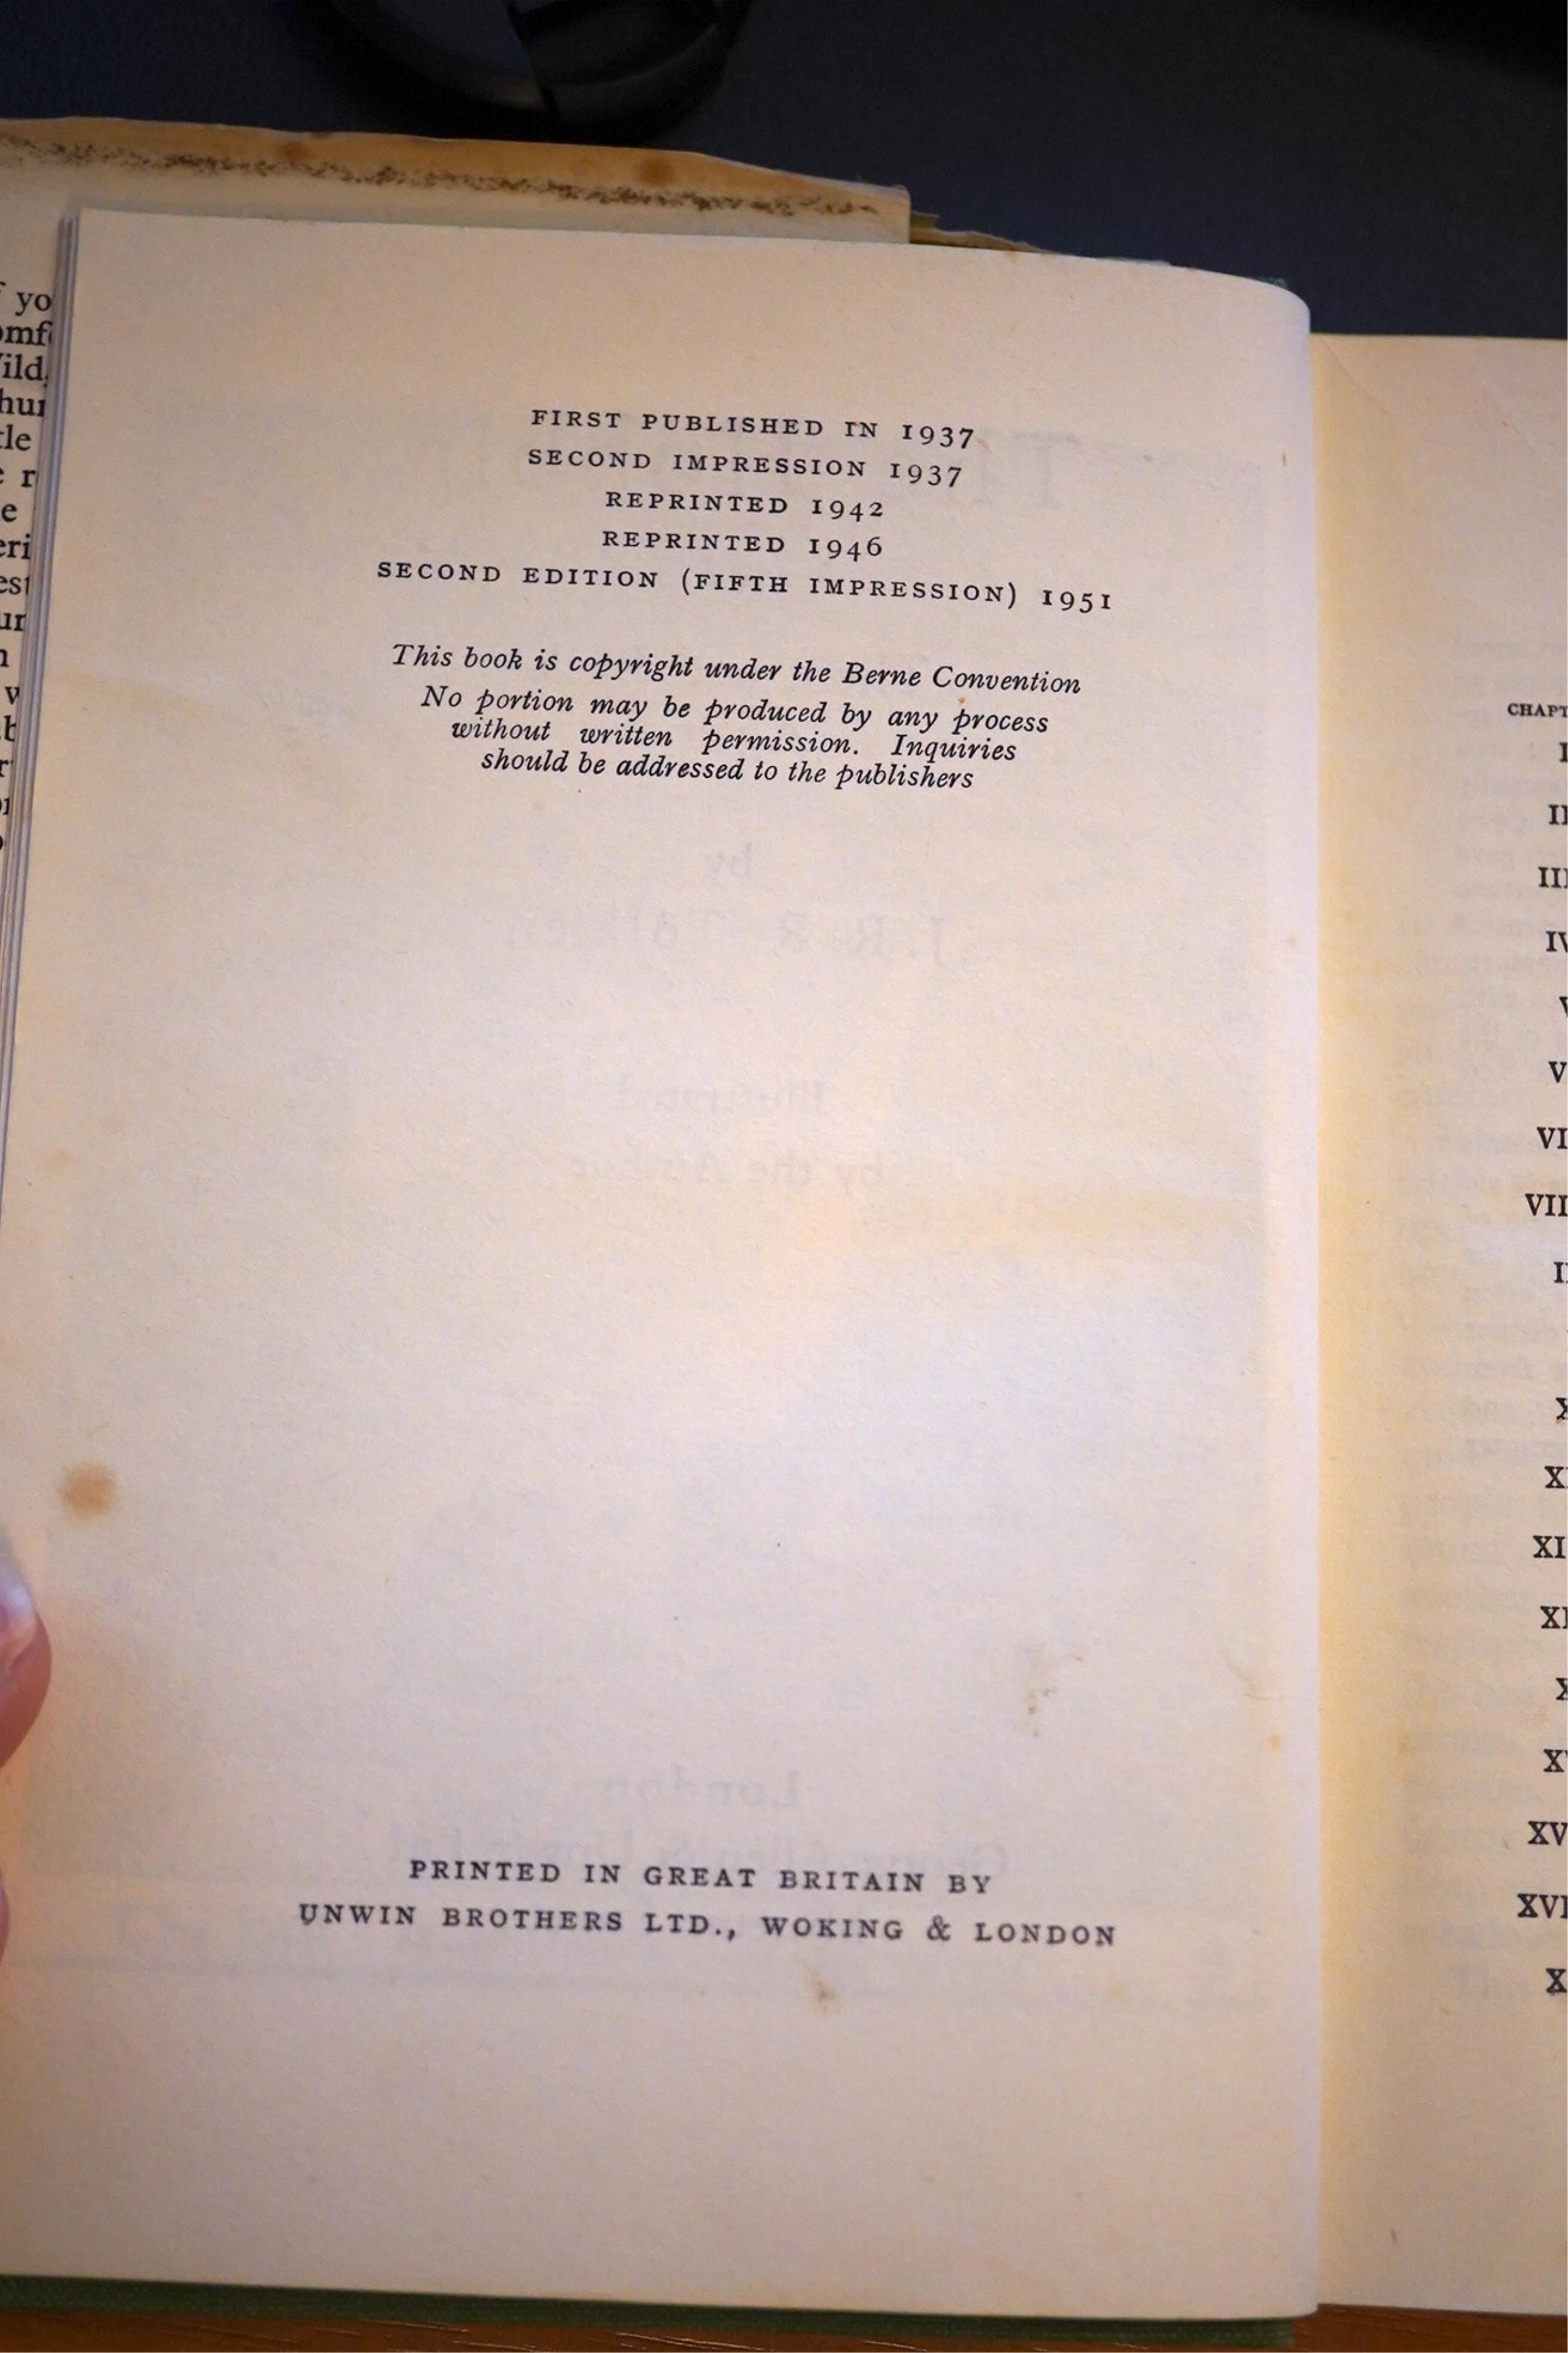 FIRST PUBLISHED IN 1937
SECOND IMPRESSION 1937
REPRINTED 1942
REPRINTED 1946
SECOND EDITION (FIFTH IMPRESSION) 1951
This book is copyright under the Berne Convention
No portion may be produced by any process
without written permission. Inquiries
should be addressed to the publishers
PRINTED IN GREAT BRITAIN BY
UNWIN BROTHERS LTD., WOKING & LONDON